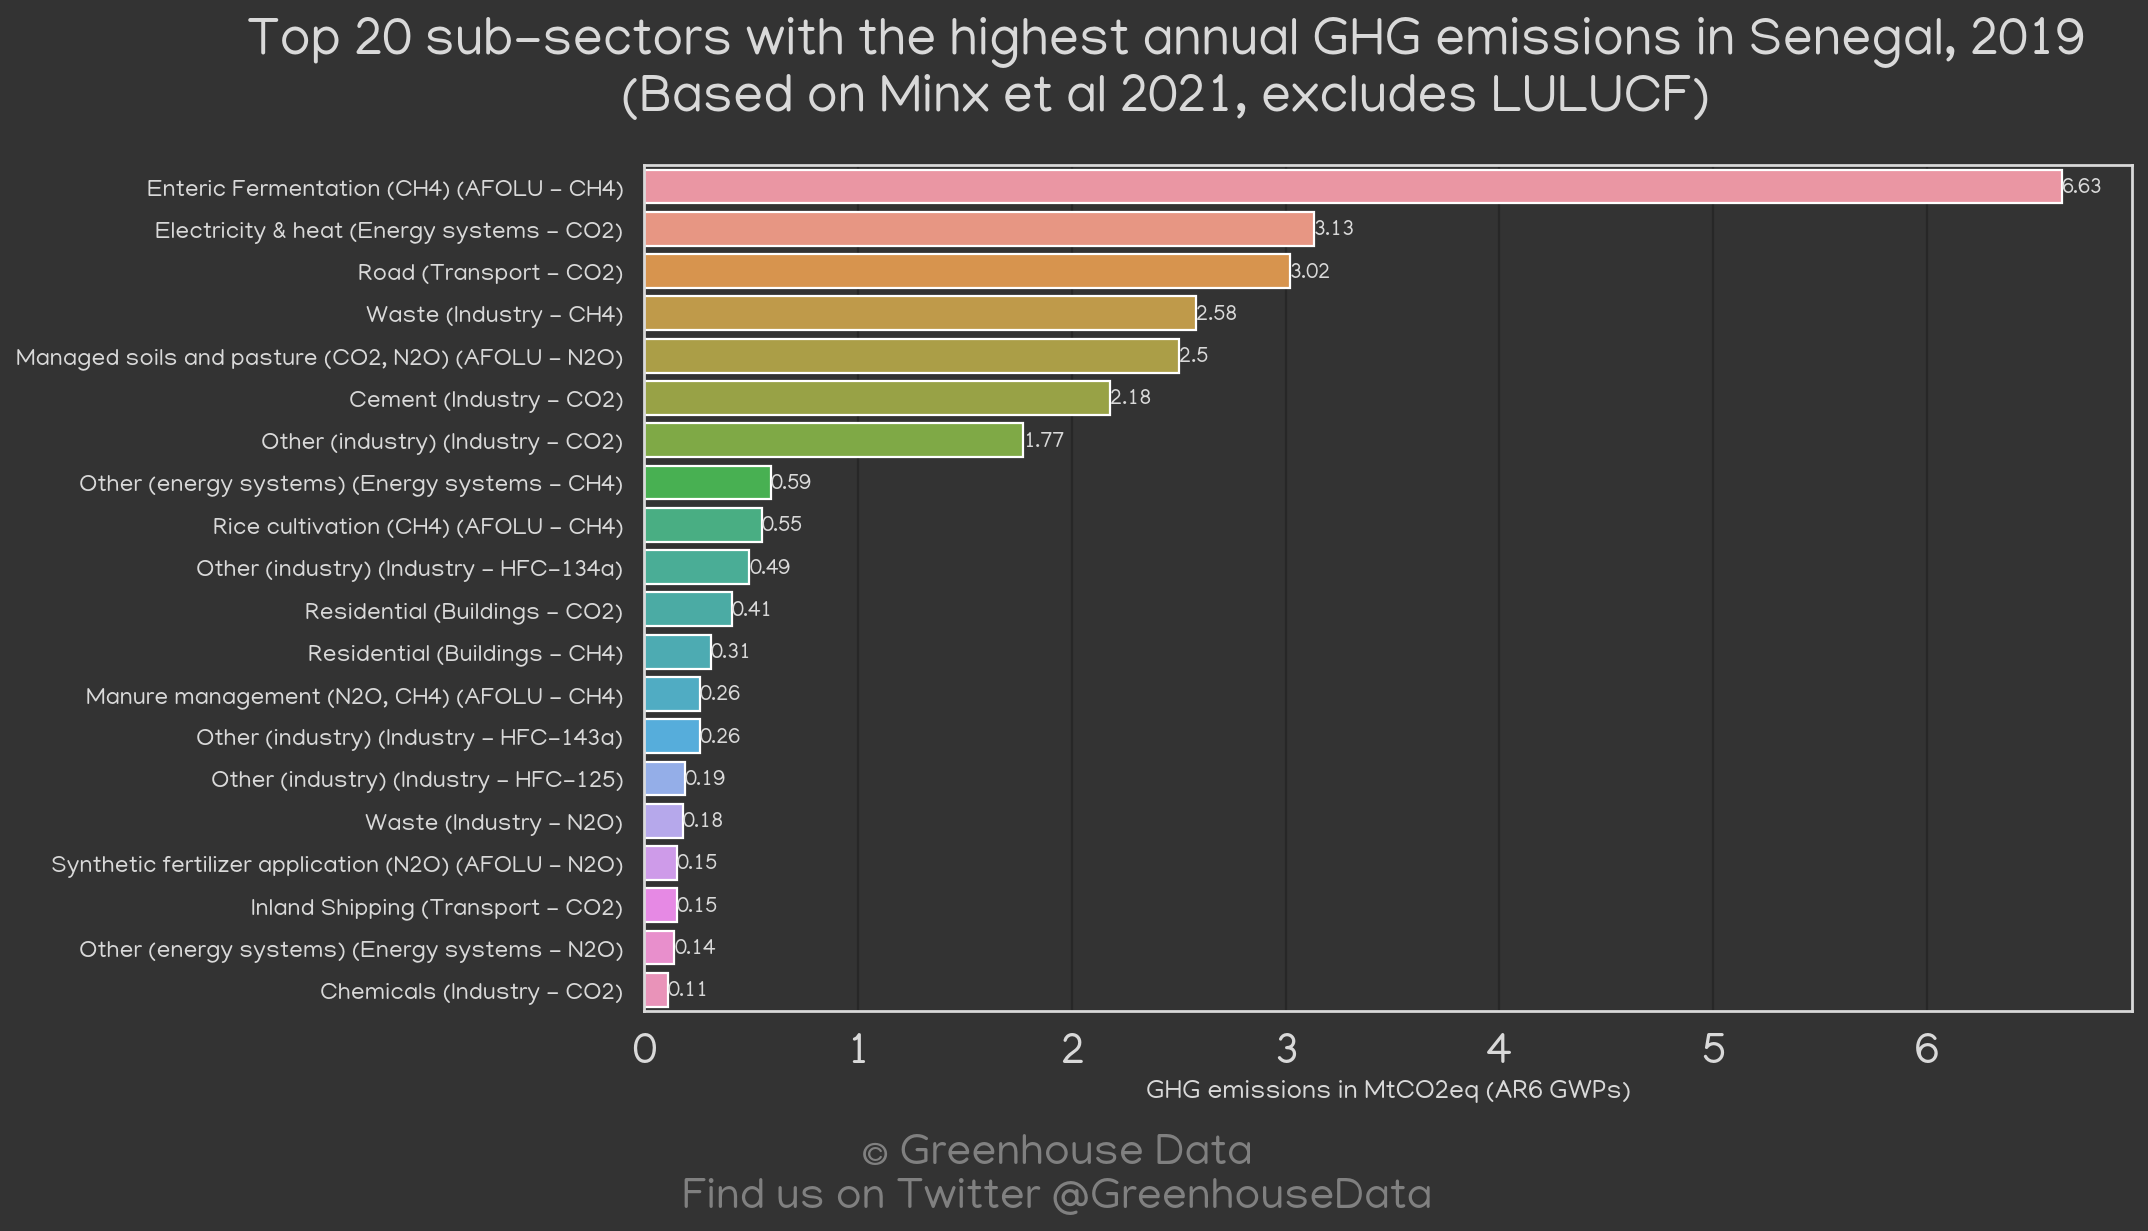 Top 20 sub-sectors with the highest annual GHG emissions in Senegal, 2019
(Based on Minx et al 2021, excludes LULUCF)
Enteric Fermentation (CH4) (AFOLU - CH4) 6.63
Electricity & heat (Energy systems - CO2) 3.13
Road (Transport - CO2) 3.02
Waste (Industry - CH4) 2.58
Managed soils and pasture (CO2, N2O) (AFOLU - N2O) 2.5
Cement (Industry - CO2) 2.18
Other (industry) (Industry - CO2) 1.77
Other (energy systems) (Energy systems - CH4) 0.59
Rice cultivation (CH4) (AFOLU - CH4) 0.55
Other (industry) (Industry - HFC-134a) 0.49
Residential (Buildings - CO2) 0.41
Residential (Buildings - CH4) 0.31
Manure management (N2O, CH4) (AFOLU - CH4) 0.26
Other (industry) (Industry - HFC-143a) 0.26
Other (industry) (Industry - HFC-125) 0.19
Waste (Industry - N2O) 0.18
Synthetic fertilizer application (N2O) (AFOLU - N2O) 0.15
Inland Shipping (Transport - CO2) 0.15
Other (energy systems) (Energy systems - N2O) 0.14
Chemicals (Industry - CO2) 0.11
0 1 2 3 4 5 6
GHG emissions in MtCO2eq (AR6 GWPs)
© Greenhouse Data
Find us on Twitter @GreenhouseData